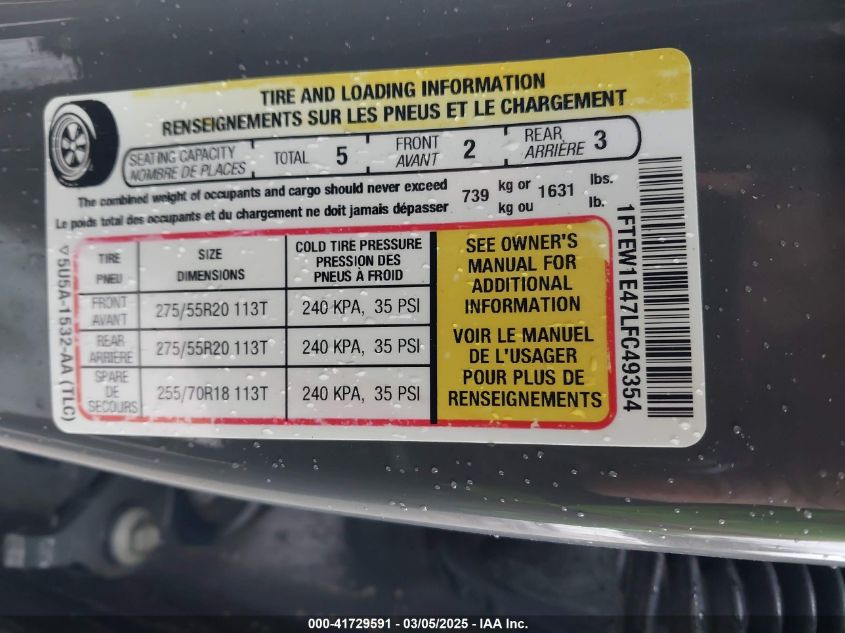 TIRE AND LOADING INFORMATION
RENSEIGNEMENTS SUR LES PNEUS ET LE CHARGEMENT
SEATING CAPACITY TOTAL 5 FRONT 2 REAR 3
NOMBRE DE PLACES AVANT ARRIÈRE
The combined weight of occupants and cargo should never exceed 739 kg or 1631 lbs.
Le poids total des occupants et du chargement ne doit jamais dépasser kg ou lb.
TIRE SIZE COLD TIRE PRESSURE
PNEU DIMENSIONS PRESSION DES
PNEUS À FROID
FRONT
AVANT 275/55R20 113T 240 KPA, 35 PSI
REAR
ARRIÈRE 275/55R20 113T 240 KPA, 35 PSI
SPARE
DE
SECOURS 255/70R18 113T 240 KPA, 35 PSI
SEE OWNER'S
MANUAL FOR
ADDITIONAL
INFORMATION
VOIR LE MANUEL
DE L'USAGER
POUR PLUS DE
RENSEIGNEMENTS
5U5A-1532-AA (TLC)
1FTEW1E47LFC49354
000-41729591 - 03/05/2025 - IAA Inc.